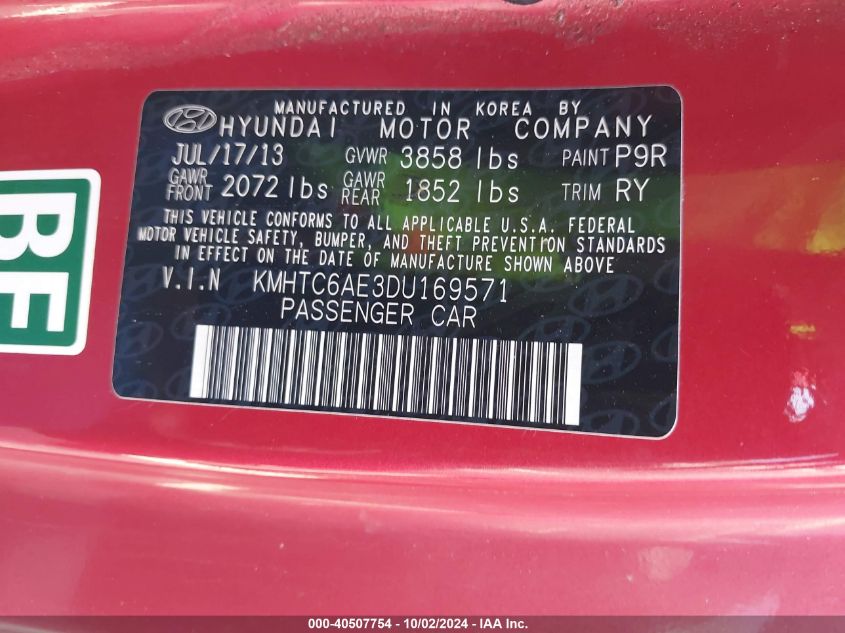 MANUFACTURED IN KOREA BY
HYUNDAI MOTOR COMPANY
JUL/17/13 GVWR 3858 lbs PAINT P9R
GAWR FRONT 2072 lbs GAWR REAR 1852 lbs TRIM RY
THIS VEHICLE CONFORMS TO ALL APPLICABLE U.S.A. FEDERAL
MOTOR VEHICLE SAFETY, BUMPER, AND THEFT PREVENTION STANDARDS
IN EFFECT ON THE DATE OF MANUFACTURE SHOWN ABOVE
V.I.N KMHTC6AE3DU169571
PASSENGER CAR
BF
000-40507754 - 10/02/2024 - IAA Inc.